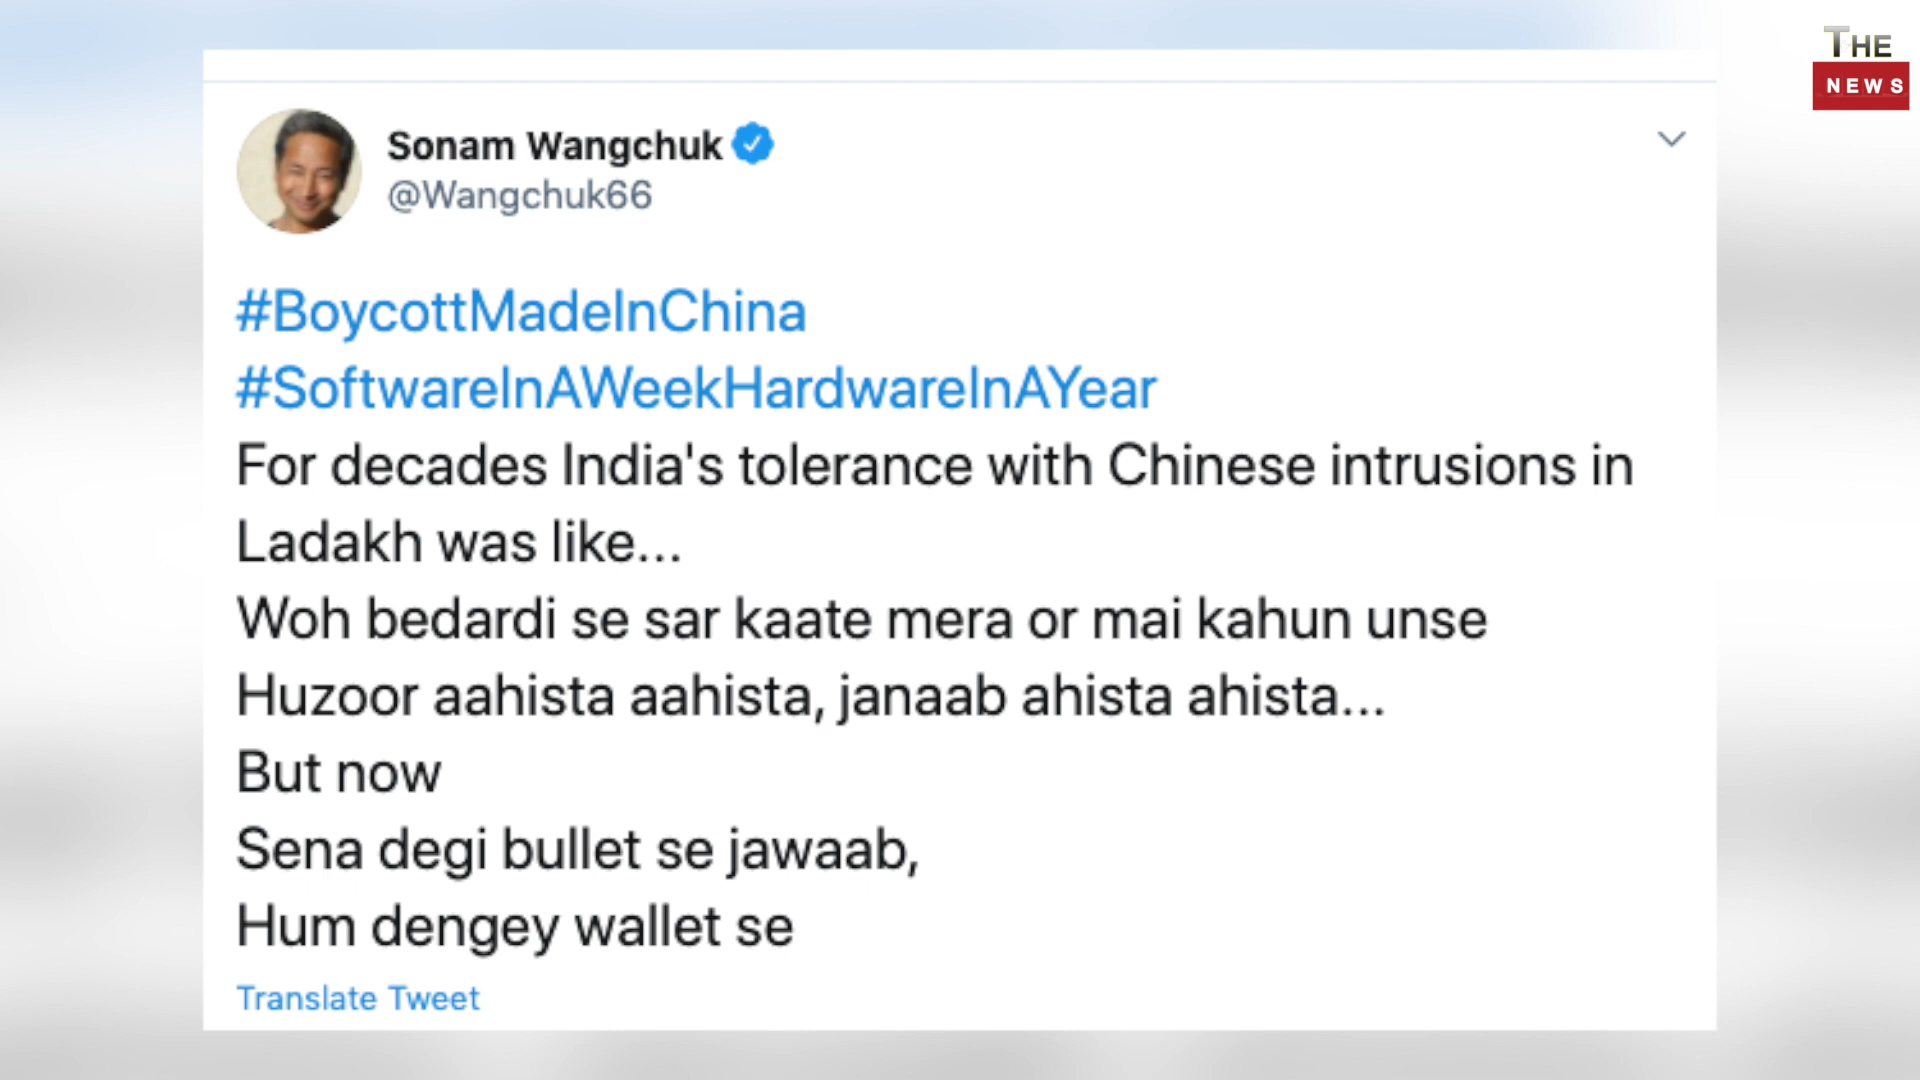 THE
NEWS
Sonam Wangchuk
@Wangchuk66
#BoycottMadeInChina
#SoftwareInAWeekHardwareInAYear
For decades India's tolerance with Chinese intrusions in
Ladakh was like...
Woh bedardi se sar kaate mera or mai kahun unse
Huzoor aahista aahista, janaab ahista ahista...
But now
Sena degi bullet se jawaab,
Hum dengey wallet se
Translate Tweet